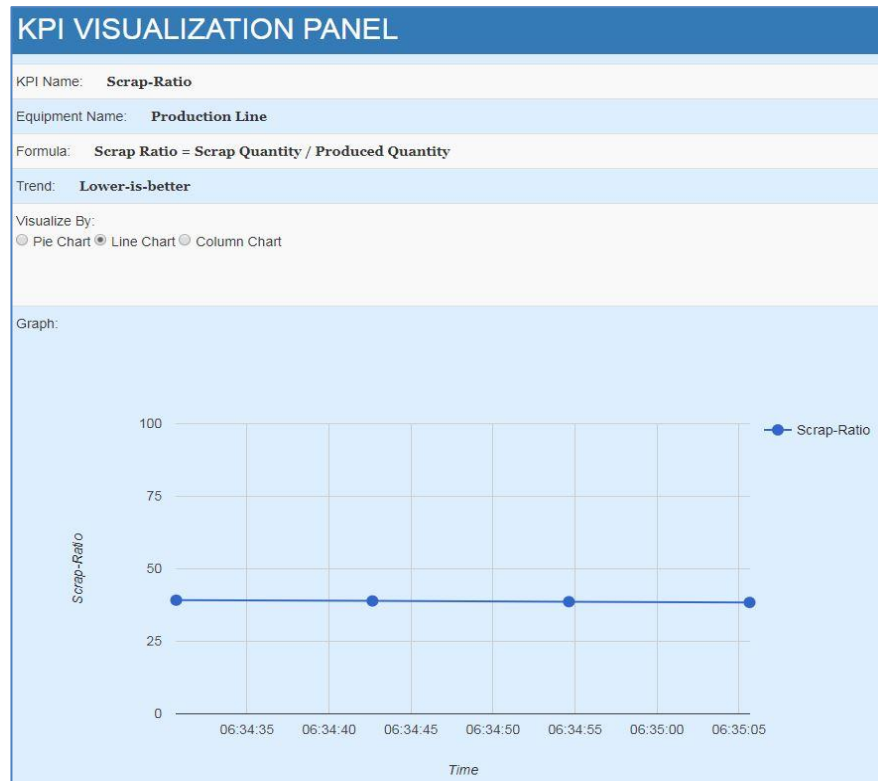 KPI VISUALIZATION PANEL
KPI Name: Scrap-Ratio
Equipment Name: Production Line
Formula: Scrap Ratio = Scrap Quantity / Produced Quantity
Trend: Lower-is-better
Visualize By:
Pie Chart Line Chart Column Chart
Graph:
100
Scrap-Ratio
75
Scrap-Ratio
50
25
0
06:34:35 06:34:40 06:34:45 06:34:50 06:34:55 06:35:00 06:35:05
Time